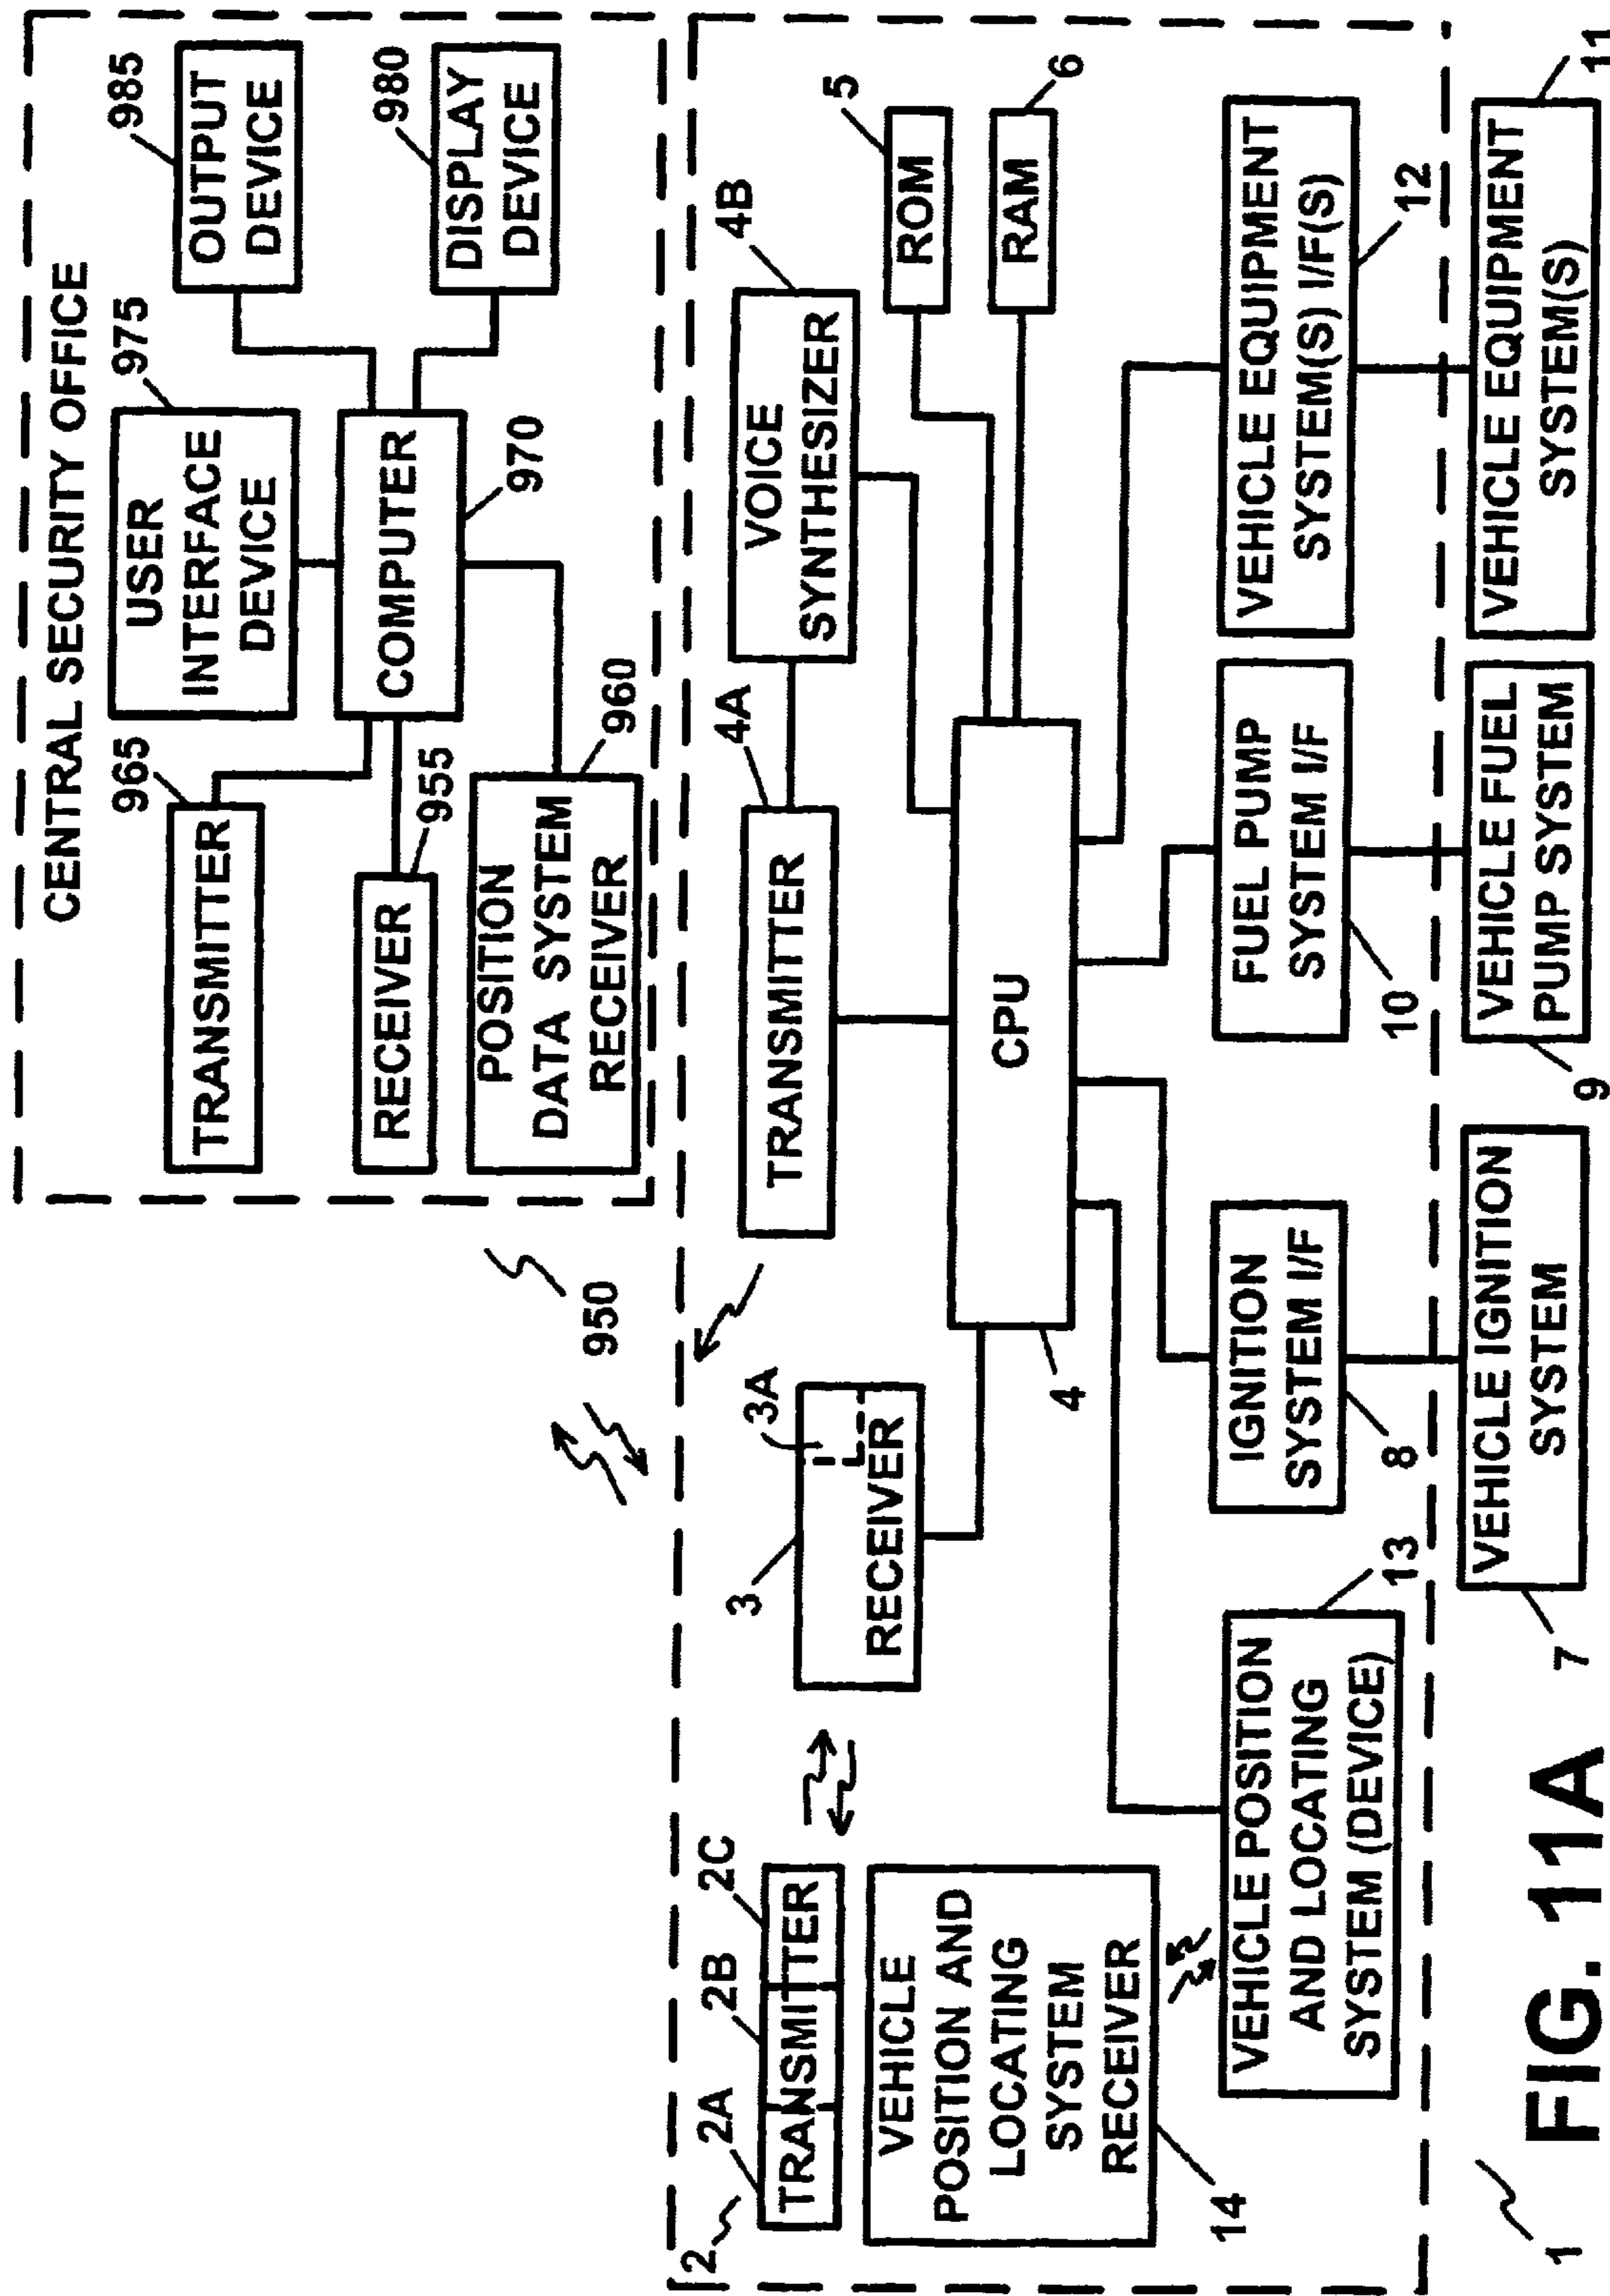 CENTRAL SECURITY OFFICE
965
TRANSMITTER
955
RECEIVER
960
POSITION
DATA SYSTEM
RECEIVER
975
USER
INTERFACE
DEVICE
COMPUTER
970
985
OUTPUT
DEVICE
980
DISPLAY
DEVICE
950
2
2A
2B
2C
TRANSMITTER
VEHICLE
POSITION AND
LOCATING
SYSTEM
RECEIVER
14
3
3A
RECEIVER
4A
TRANSMITTER
4B
VOICE
SYNTHESIZER
5
ROM
6
RAM
CPU
4
VEHICLE POSITION
AND LOCATING
SYSTEM (DEVICE)
13
IGNITION
SYSTEM I/F
8
FUEL PUMP
SYSTEM I/F
10
VEHICLE EQUIPMENT
SYSTEM(S) I/F(S)
12
VEHICLE IGNITION
SYSTEM
7
VEHICLE FUEL
PUMP SYSTEM
9
VEHICLE EQUIPMENT
SYSTEM(S)
11
1
FIG. 11A